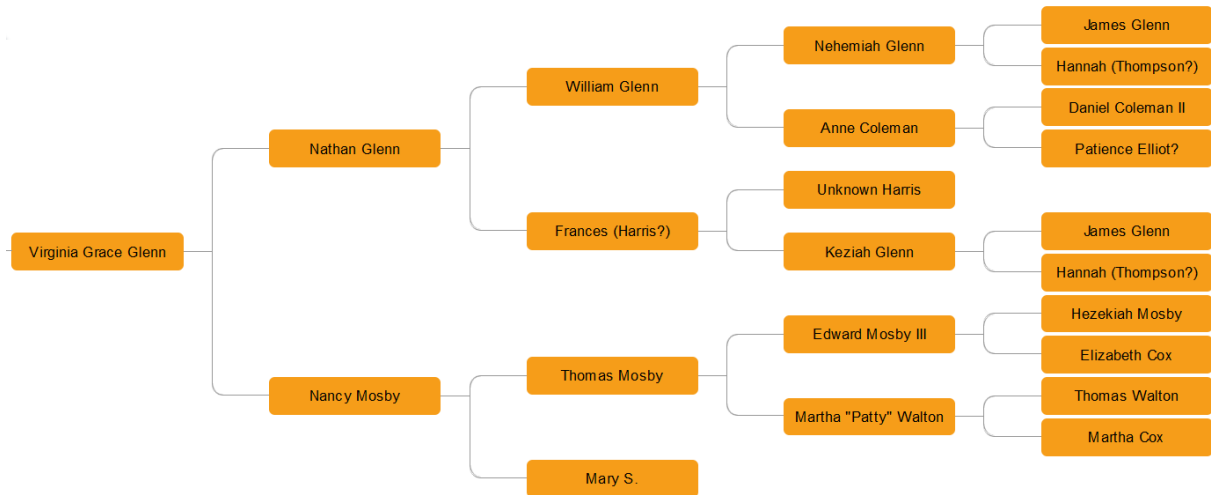 James Glenn
Nehemiah Glenn
Hannah (Thompson?)
William Glenn
Daniel Coleman II
Anne Coleman
Patience Elliot?
Nathan Glenn
Unknown Harris
Frances (Harris?)
James Glenn
Keziah Glenn
Hannah (Thompson?)
Virginia Grace Glenn
Hezekiah Mosby
Edward Mosby III
Elizabeth Cox
Thomas Mosby
Thomas Walton
Martha "Patty" Walton
Martha Cox
Nancy Mosby
Mary S.